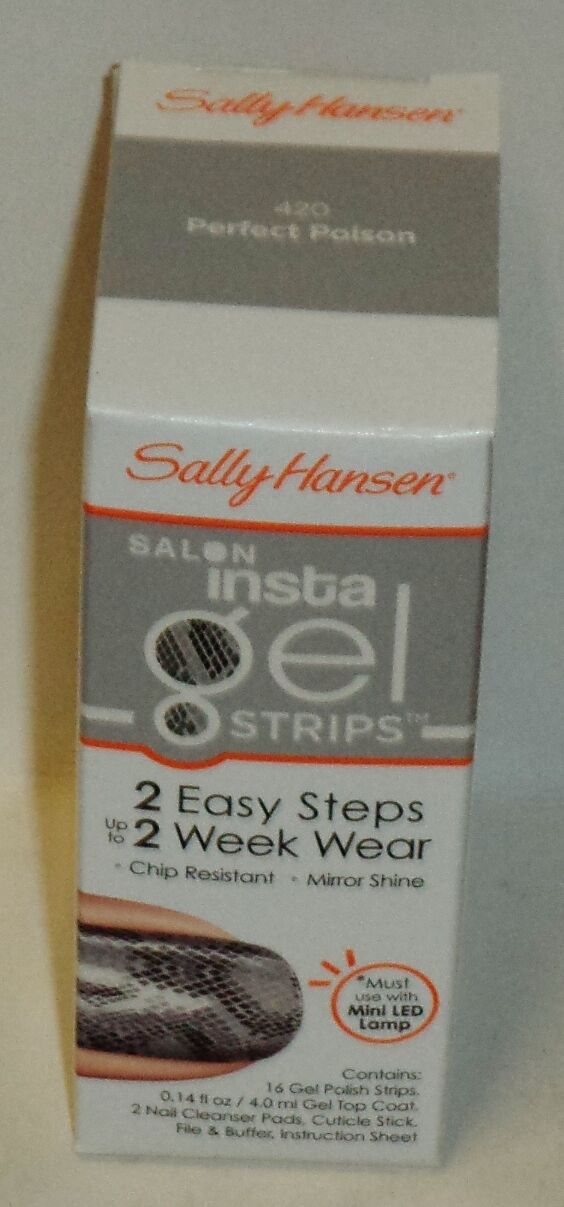 Sally Hansen
420
Perfect Poison
Sally Hansen®
SALON
insta
gel
STRIPS™
2 Easy Steps
Up to 2 Week Wear
• Chip Resistant • Mirror Shine
*Must
use with
Mini LED
Lamp
Contains:
16 Gel Polish Strips,
0.14 fl oz / 4.0 ml Gel Top Coat,
2 Nail Cleanser Pads, Cuticle Stick,
File & Buffer, Instruction Sheet